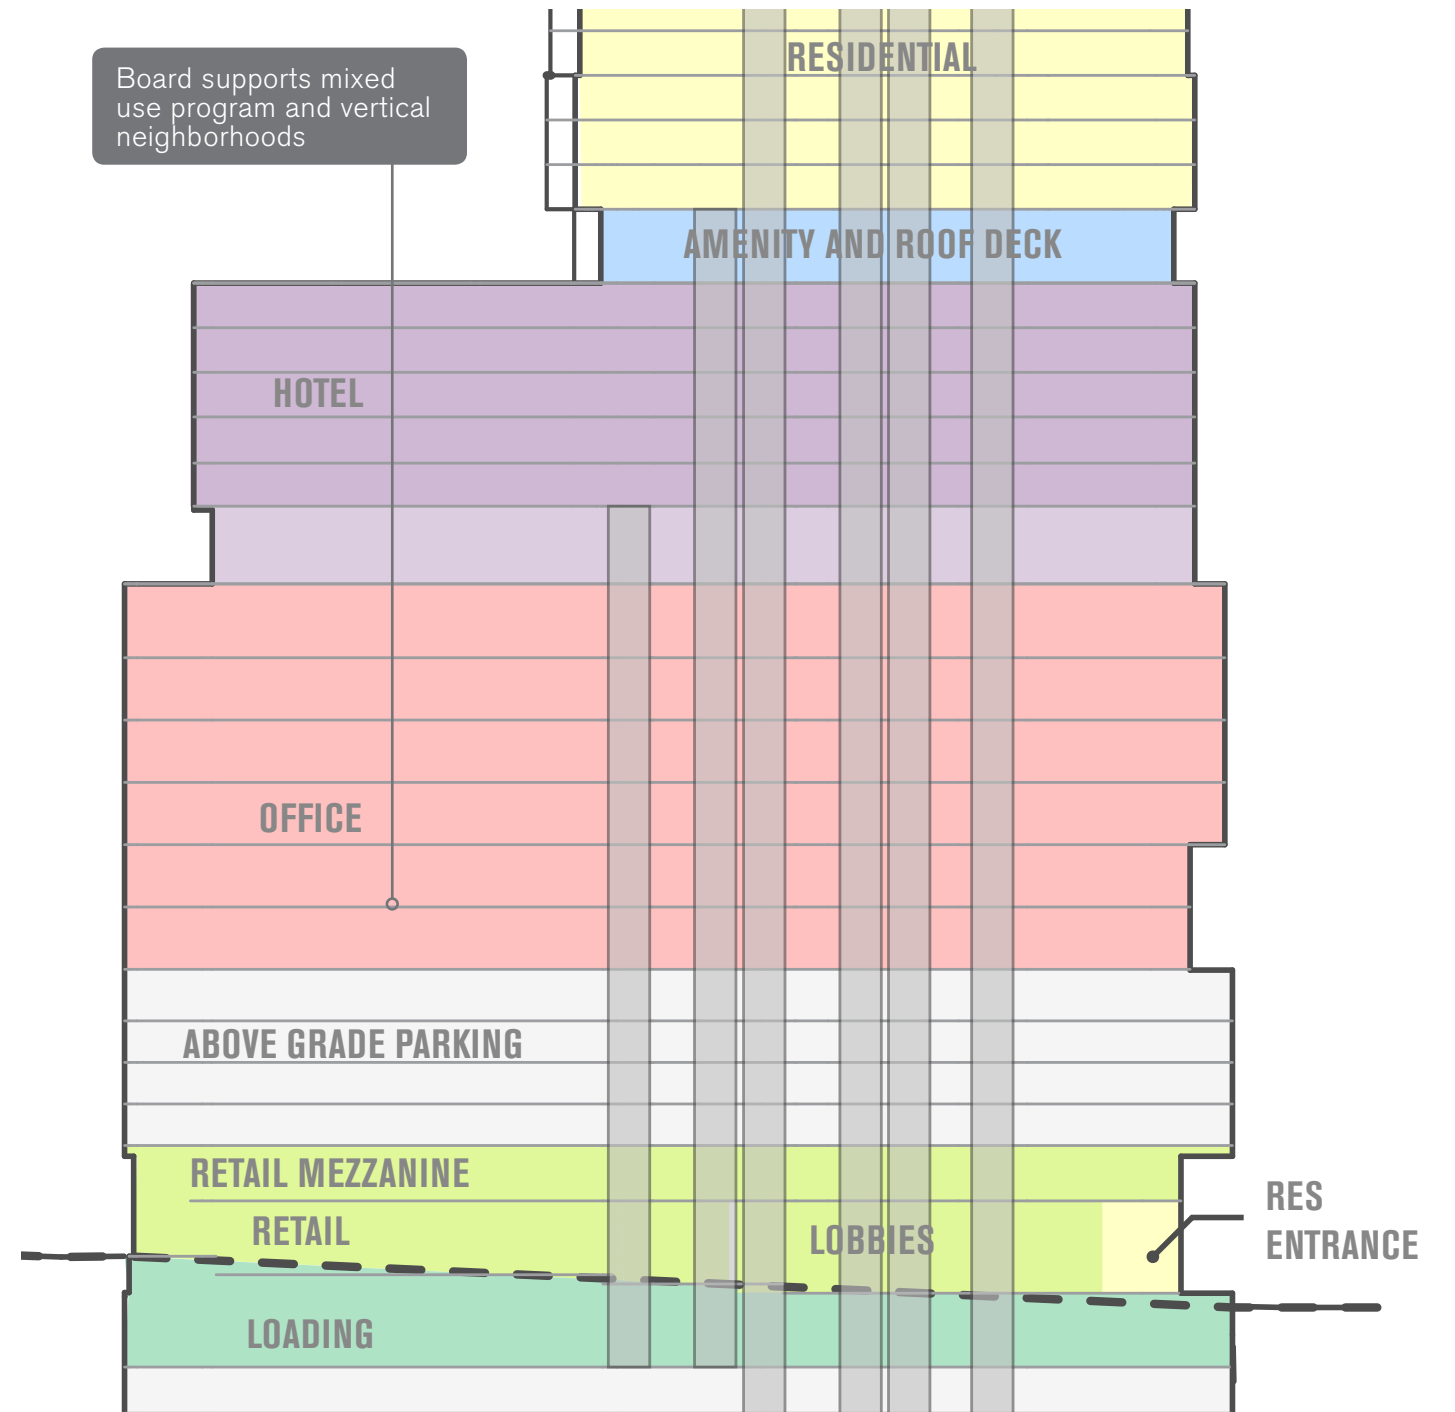 RESIDENTIAL
Board supports mixed
use program and vertical
neighborhoods
AMENITY AND ROOF DECK
HOTEL
OFFICE
ABOVE GRADE PARKING
RETAIL MEZZANINE
RETAIL
LOBBIES
RES
ENTRANCE
LOADING